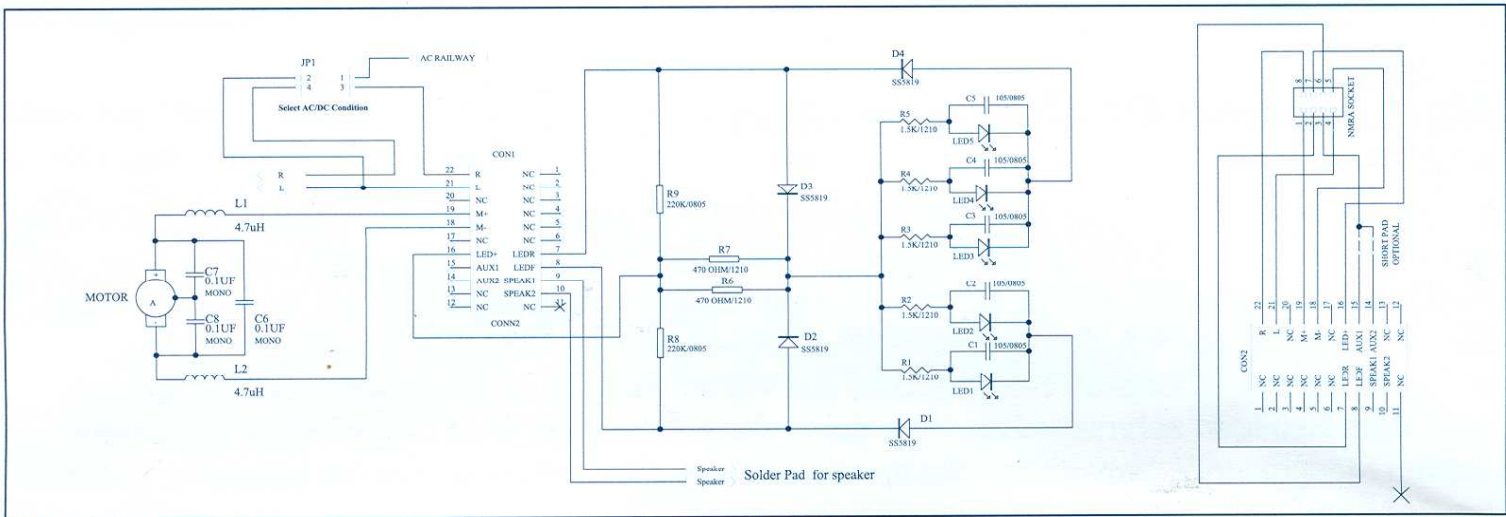 JP1
AC RAILWAY
2 1
4 3
Select AC/DC Condition
R
L
L1
4.7uH
MOTOR
+
A
-
C7
0.1UF
MONO
C8
0.1UF
MONO
C6
0.1UF
MONO
L2
4.7uH
CON1
22 R NC 1
21 L NC 2
20 NC NC 3
19 M+ NC 4
18 M- NC 5
17 NC NC 6
16 LED+ LEDR 7
15 AUX1 LEDF 8
14 AUX2 SPEAK1 9
13 NC SPEAK2 10
12 NC NC 11
CONN2
R9
220K/0805
R7
470 OHM/1210
R6
470 OHM/1210
R8
220K/0805
D4
SS5819
D3
SS5819
D2
SS5819
D1
SS5819
C5 105/0805
R5
1.5K/1210
LED5
C4 105/0805
R4
1.5K/1210
LED4
C3 105/0805
R3
1.5K/1210
LED3
C2 105/0805
R2
1.5K/1210
LED2
C1 105/0805
R1
1.5K/1210
LED1
Speaker
Speaker
Solder Pad for speaker
8 7 6 5
1 2 3 4
NMRA SOCKET
SHORT PAD
OPTIONAL
CON2
22 R NC 1
21 L NC 2
20 NC NC 3
19 M+ NC 4
18 M- NC 5
17 NC NC 6
16 LED+ LEDR 7
15 AUX1 LEDF 8
14 AUX2 SPEAK1 9
13 NC SPEAK2 10
12 NC NC 11